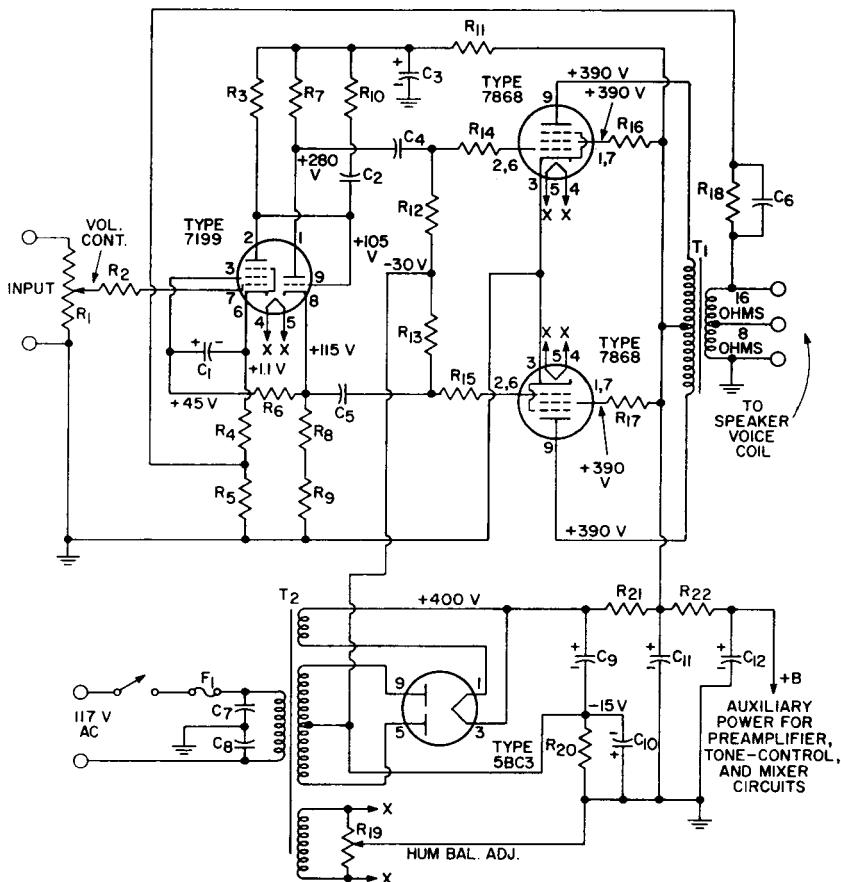 R11
+390 V
TYPE
7868
+390 V
R3
R7
R10
+
-
C3
9
R16
C4
R14
2,6
1,7
+280
V
C2
3
5
4
X X
R18
C6
TYPE
7199
VOL.
CONT.
R12
2
1
+105
V
T1
3
9
-30 V
INPUT
R2
7
8
R1
6
4
5
16
OHMS
8
OHMS
R13
X X
X X
TYPE
7868
+ -
C1
+115 V
+1.1 V
3
5
4
R15
2,6
1,7
R17
+45 V
R6
C5
R4
R8
TO
SPEAKER
VOICE
COIL
9
+390
V
R5
R9
+390 V
T2
+400 V
R21
R22
+
-
C9
+
-
C11
+
-
C12
F1
9
1
+B
117 V
AC
C7
-15 V
AUXILIARY
POWER FOR
PREAMPLIFIER,
TONE-CONTROL,
AND MIXER
CIRCUITS
C8
5
3
TYPE
5BC3
R20
-
+
C10
X
R19
HUM BAL. ADJ.
X